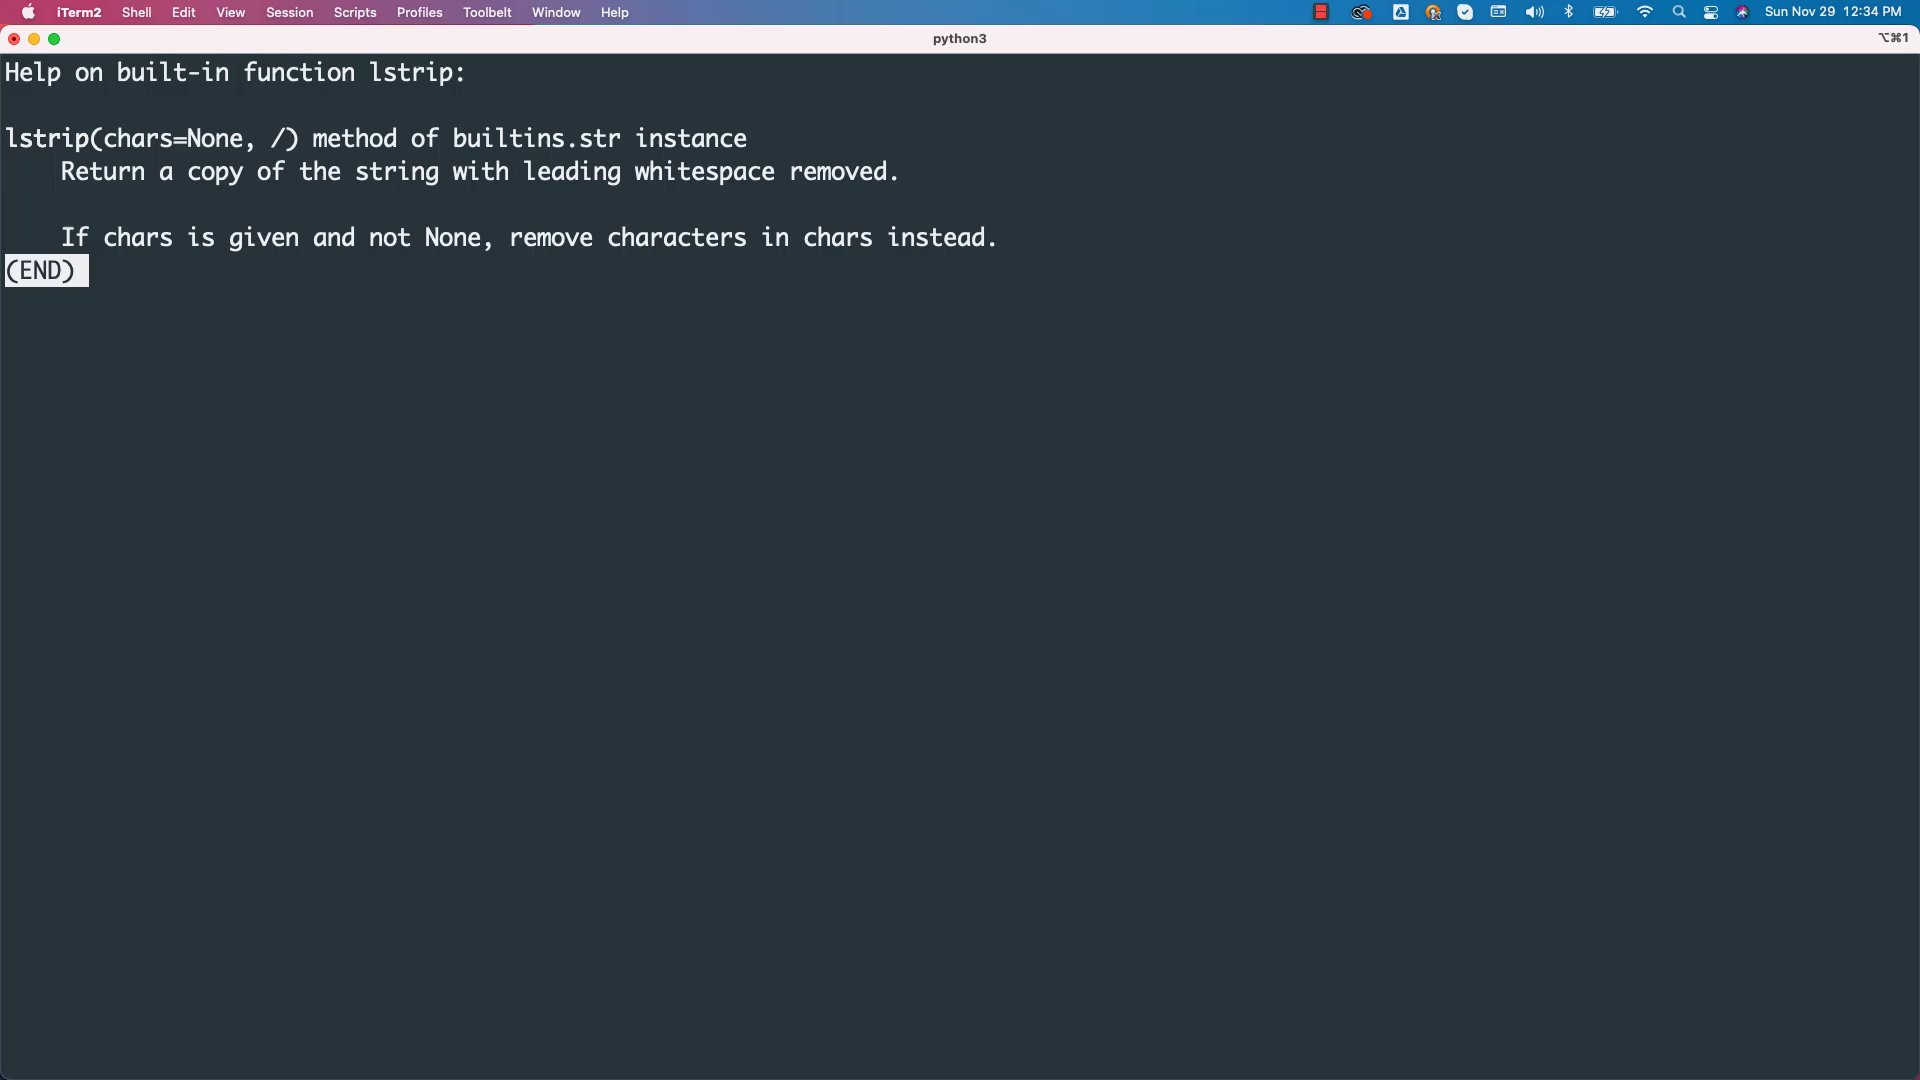 iTerm2 Shell Edit View Session Scripts Profiles Toolbelt Window Help Sun Nov 29 12:34 PM
python3 ⌥⌘1
Help on built-in function lstrip:
lstrip(chars=None, /) method of builtins.str instance
Return a copy of the string with leading whitespace removed.
If chars is given and not None, remove characters in chars instead.
(END)